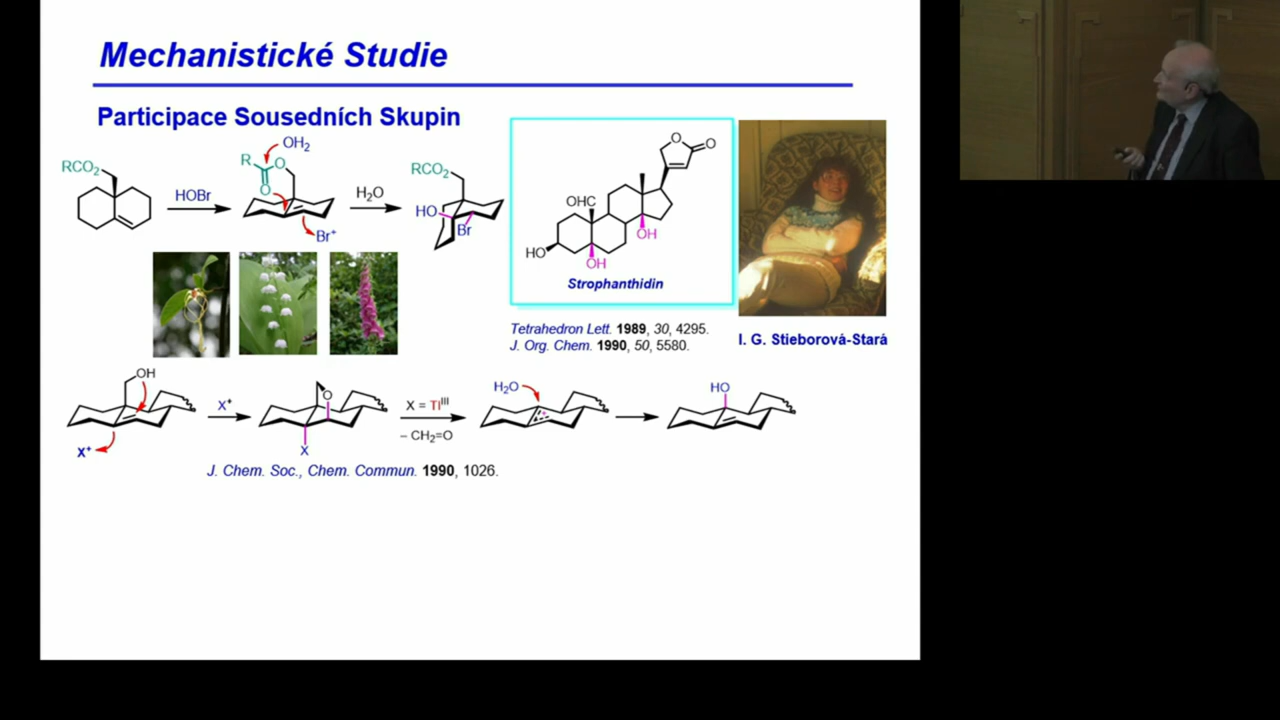 Mechanistické Studie
Participace Sousedních Skupin
RCO₂
HOBr
OH₂
R
O
O
Br⁺
H₂O
RCO₂
HO
Br
O
O
OHC
HO
OH
OH
Strophanthidin
Tetrahedron Lett. 1989, 30, 4295.
J. Org. Chem. 1990, 50, 5580.
I. G. Stieborová-Stará
OH
X⁺
X⁺
O
X
X = Tlᴵᴵᴵ
– CH₂=O
H₂O
HO
J. Chem. Soc., Chem. Commun. 1990, 1026.